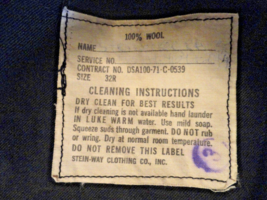 100% WOOL
NAME
SERVICE NO.
CONTRACT NO. DSA100-71-C-0539
SIZE 32R
CLEANING INSTRUCTIONS
DRY CLEAN FOR BEST RESULTS
If dry cleaning is not available hand launder
in LUKE WARM water. Use mild soap.
Squeeze suds through garment. DO NOT rub
or wring. Dry at normal room temperature.
DO NOT REMOVE THIS LABEL
STEIN-WAY CLOTHING CO., INC.